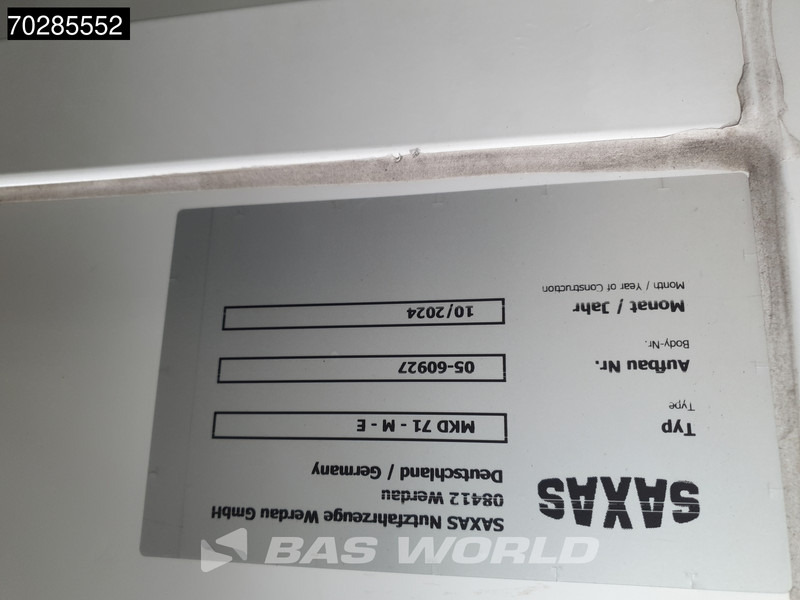 70285552
SAXAS
SAXAS Nutzfahrzeuge Werdau GmbH
08412 Werdau
Deutschland / Germany
Typ
Type
MKD 71 - M - E
Aufbau Nr.
Body-Nr.
05-60927
Monat / Jahr
Month / Year of Construction
10/2024
BAS WORLD